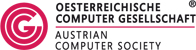 OESTERREICHISCHE ®
COMPUTER GESELLSCHAFT
AUSTRIAN
COMPUTER SOCIETY